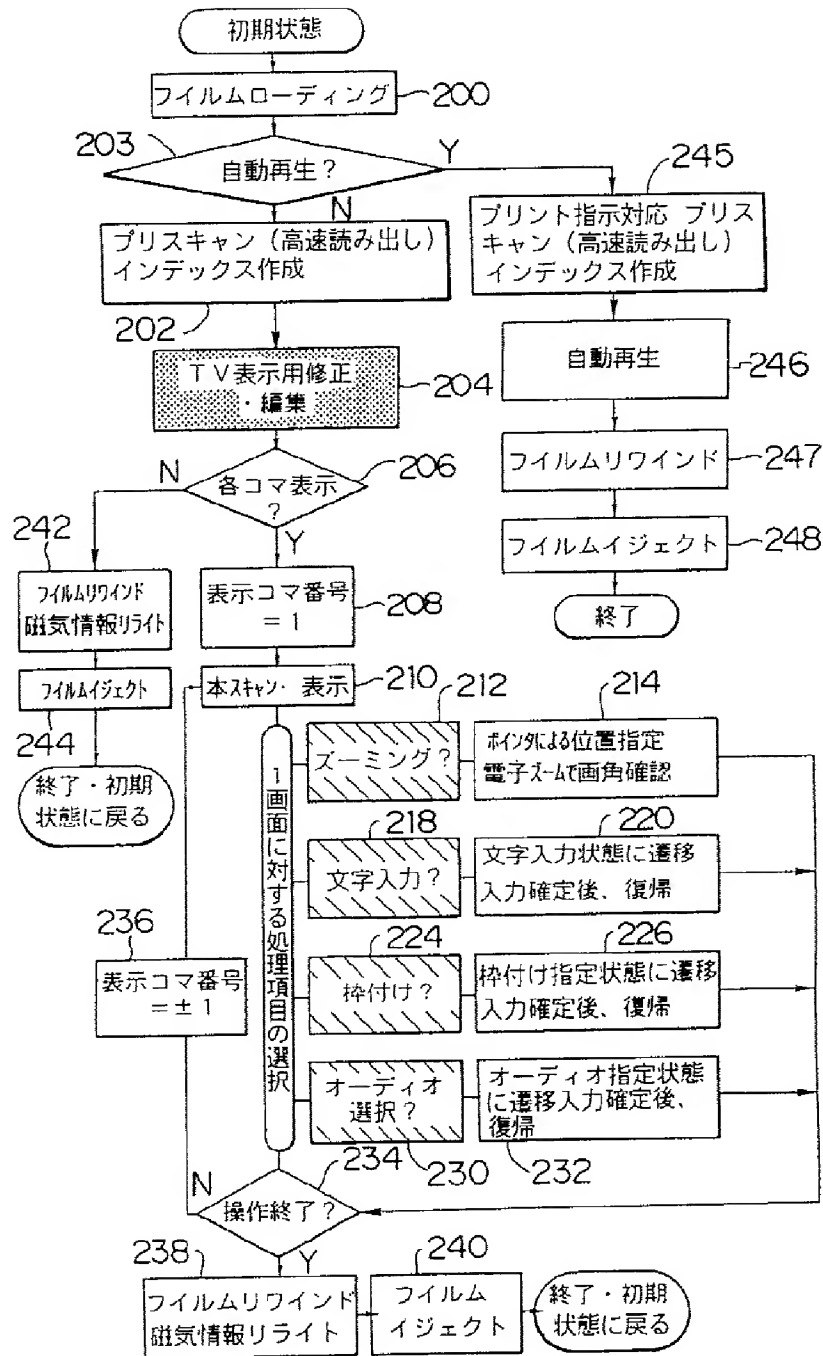 初期状態
フイルムローディング
200
203
自動再生?
Y
N
プリスキャン(高速読み出し)
インデックス作成
202
245
プリント指示対応 プリ
スキャン(高速読み出し)
インデックス作成
TV表示用修正
・編集
204
自動再生
246
N
各コマ表示
?
206
Y
フイルムリワインド
247
フイルムイジェクト
248
終了
242
フイルムリワインド
磁気情報リライト
フイルムイジェクト
244
終了・初期
状態に戻る
表示コマ番号
=1
208
本スキャン・ 表示
210
1画面に対する処理項目の選択
212
ズーミング?
214
ポインタによる位置指定
電子ズームで画角確認
218
文字入力?
220
文字入力状態に遷移
入力確定後、復帰
224
枠付け?
226
枠付け指定状態に遷移
入力確定後、復帰
オーディオ
選択?
230
オーディオ指定状態
に遷移入力確定後、
復帰
232
236
表示コマ番号
=±1
N
操作終了?
234
Y
238
フイルムリワインド
磁気情報リライト
240
フイルム
イジェクト
終了・初期
状態に戻る